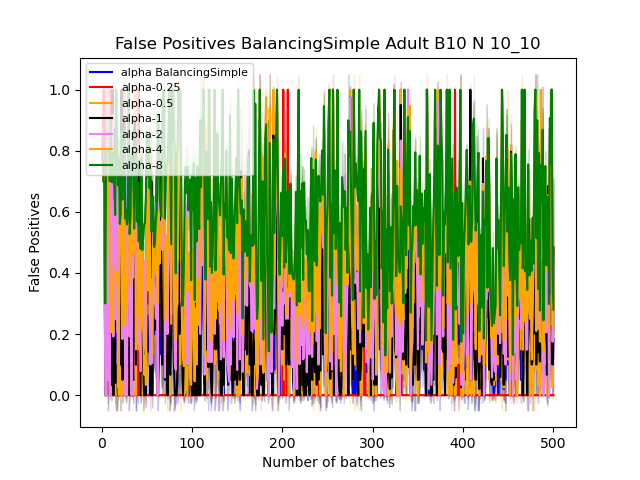 False Positives BalancingSimple Adult B10 N 10_10
alpha BalancingSimple
alpha-0.25
alpha-0.5
alpha-1
alpha-2
alpha-4
alpha-8
1.0
0.8
0.6
0.4
0.2
0.0
False Positives
0 100 200 300 400 500
Number of batches